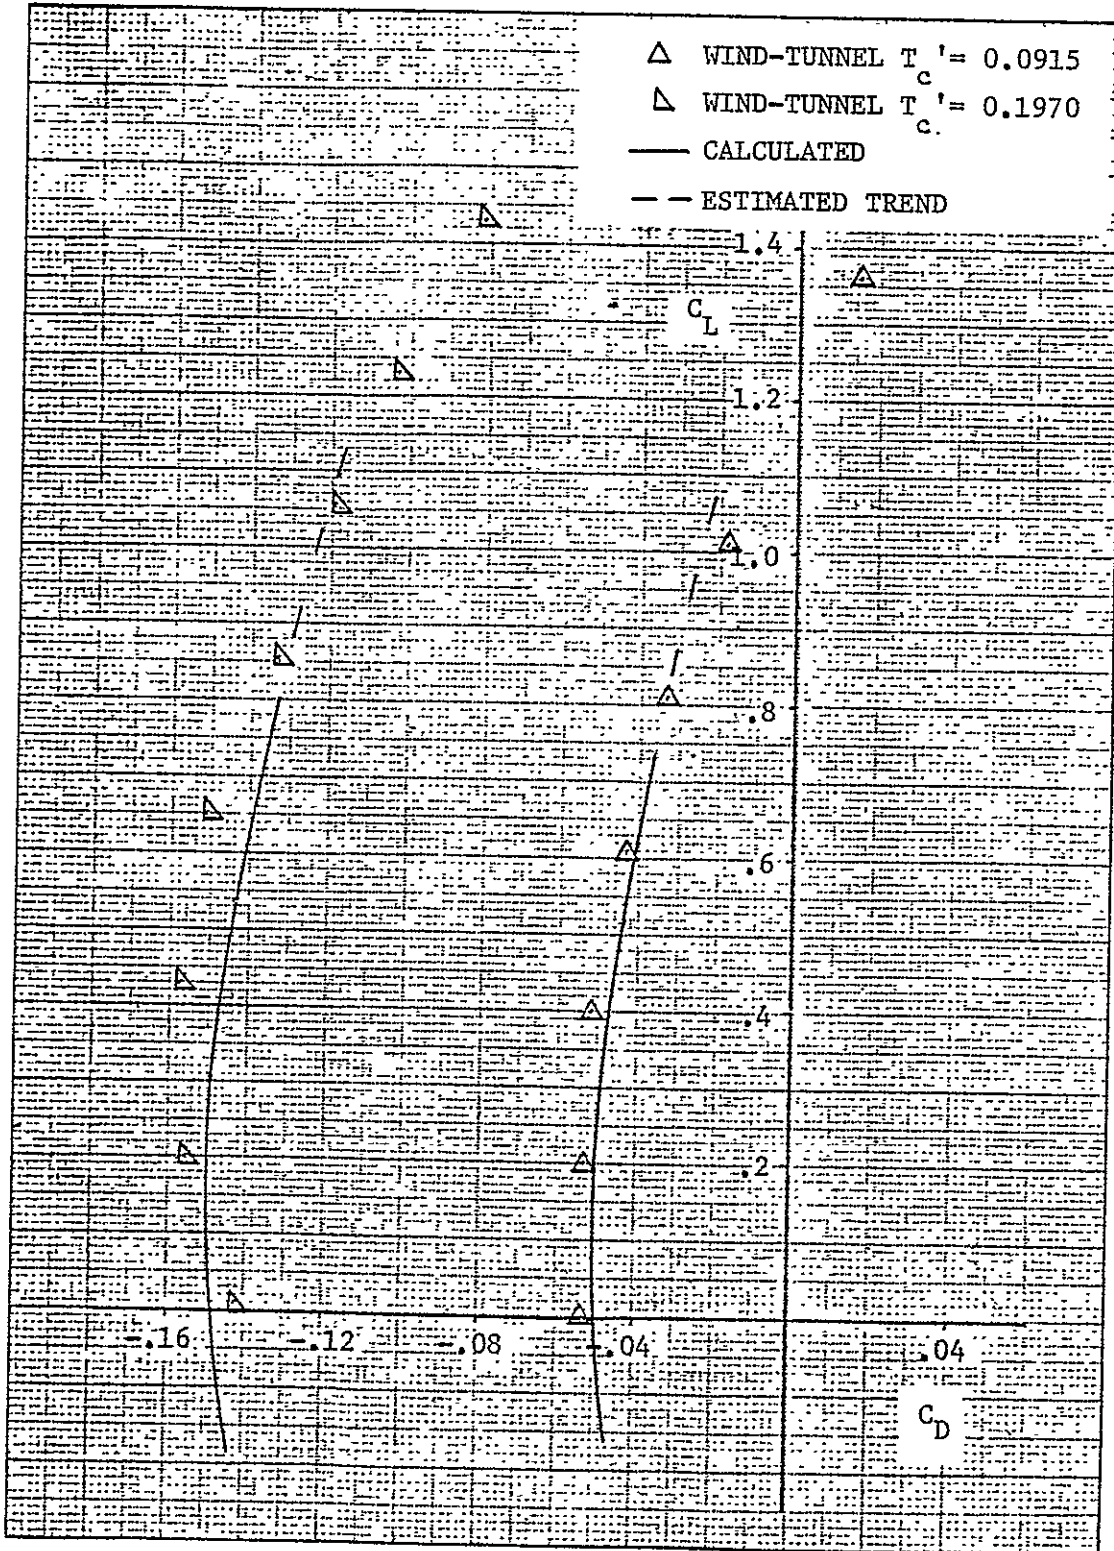 △ WIND-TUNNEL T_c'= 0.0915
◺ WIND-TUNNEL T_c.'= 0.1970
—— CALCULATED
— — ESTIMATED TREND
1.4
C_L
1.2
1.0
.8
.6
.4
.2
-.16 -.12 -.08 -.04 .04
C_D